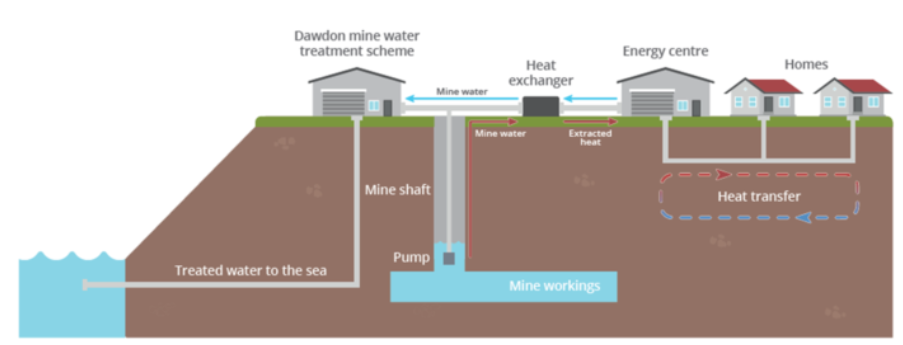 Dawdon mine water
treatment scheme
Heat
exchanger
Energy centre
Homes
Mine water
Mine water
Extracted
heat
Mine shaft
Heat transfer
Pump
Treated water to the sea
Mine workings